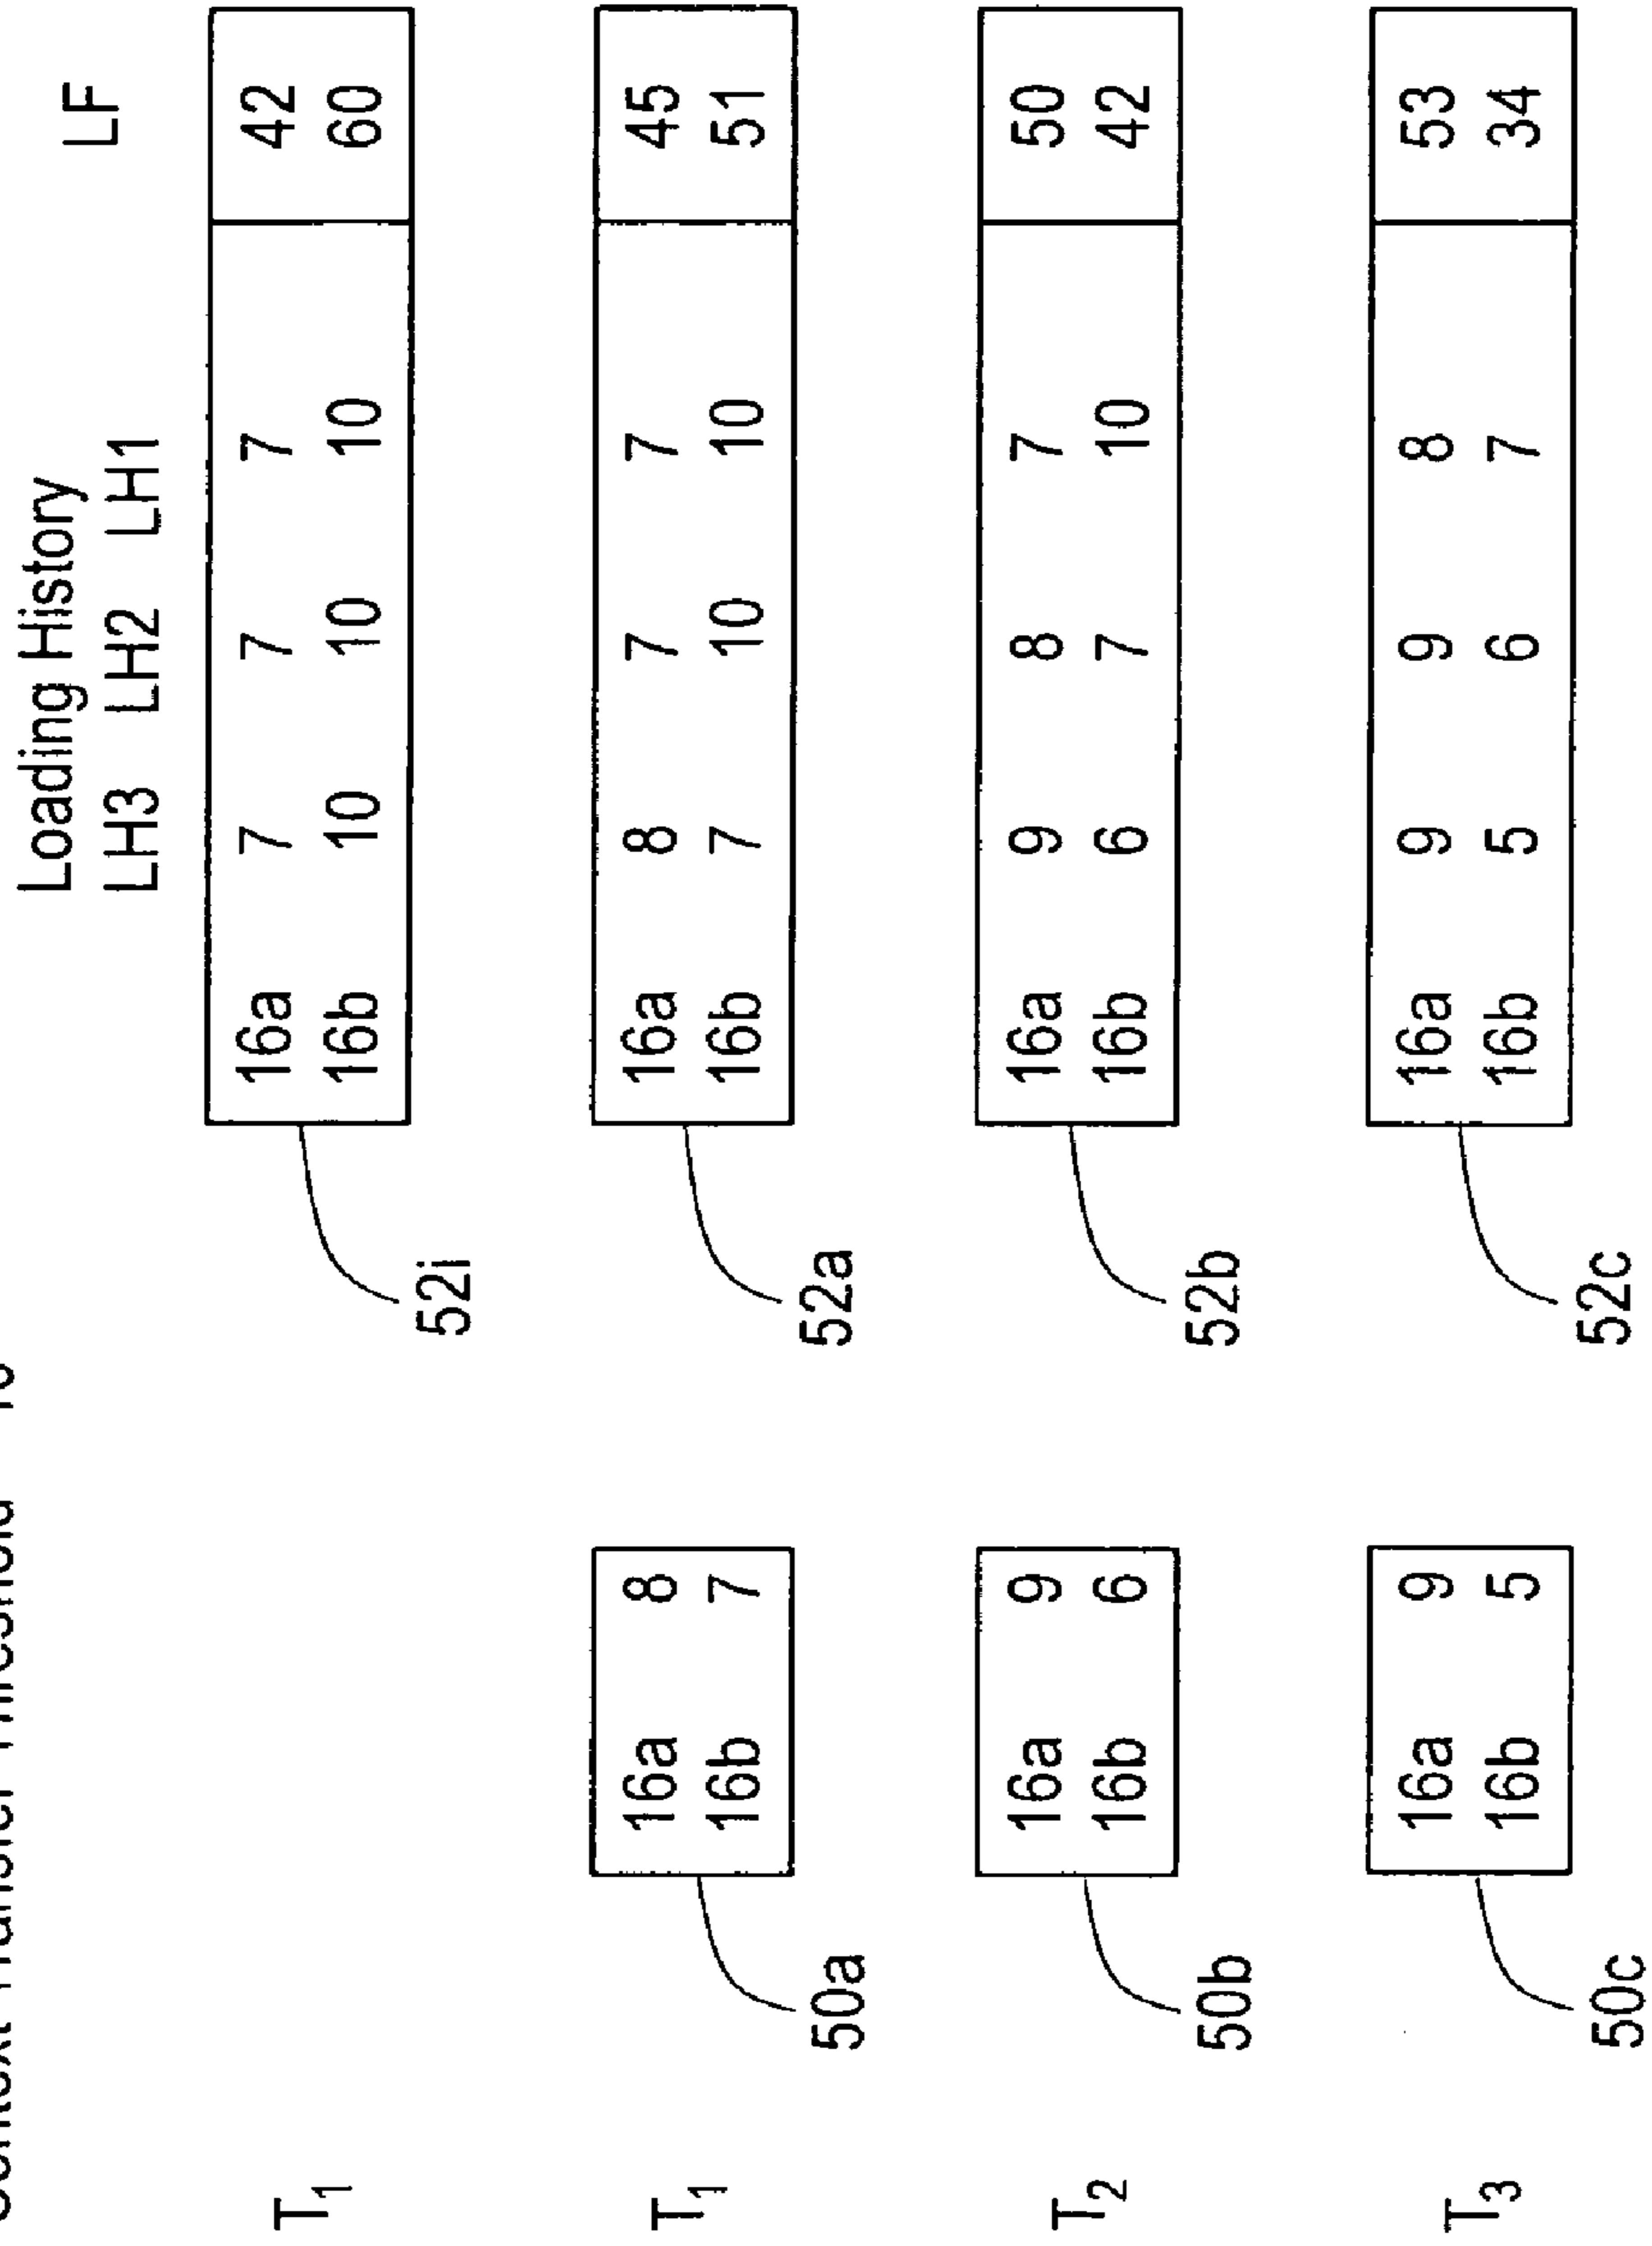 Context Transfer Threshold
Loading History
LH3 LH2 LH1 LF
T1
16a 7 7 7 42
16b 10 10 10 60
52i
T1
16a 8
16b 7
50a
16a 8 7 7 45
16b 7 10 10 51
52a
T2
16a 9
16b 6
50b
16a 9 8 7 50
16b 6 7 10 42
52b
T3
16a 9
16b 5
50c
16a 9 9 8 53
16b 5 6 7 34
52c